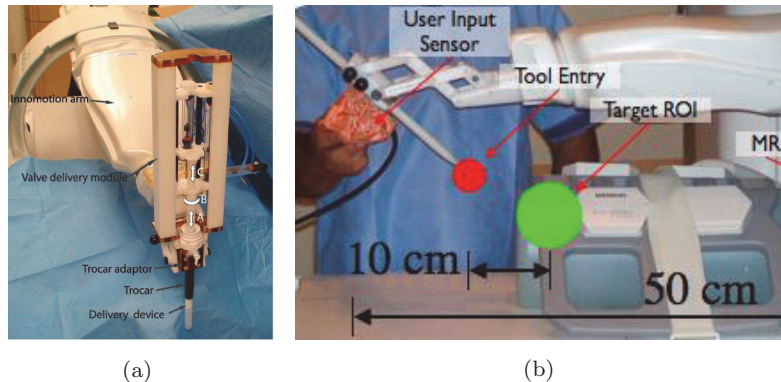 Innomotion arm
Valve delivery module
C
B
A
Trocar adaptor
Trocar
Delivery device
(a)
User Input
Sensor
Tool Entry
Target ROI
MR
10 cm
50 cm
(b)